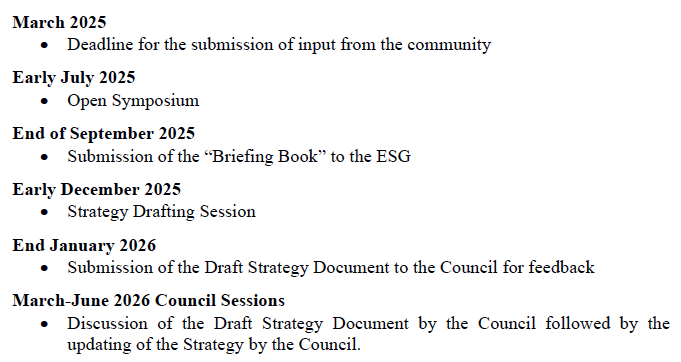 March 2025
• Deadline for the submission of input from the community
Early July 2025
• Open Symposium
End of September 2025
• Submission of the “Briefing Book” to the ESG
Early December 2025
• Strategy Drafting Session
End January 2026
• Submission of the Draft Strategy Document to the Council for feedback
March-June 2026 Council Sessions
• Discussion of the Draft Strategy Document by the Council followed by the
updating of the Strategy by the Council.